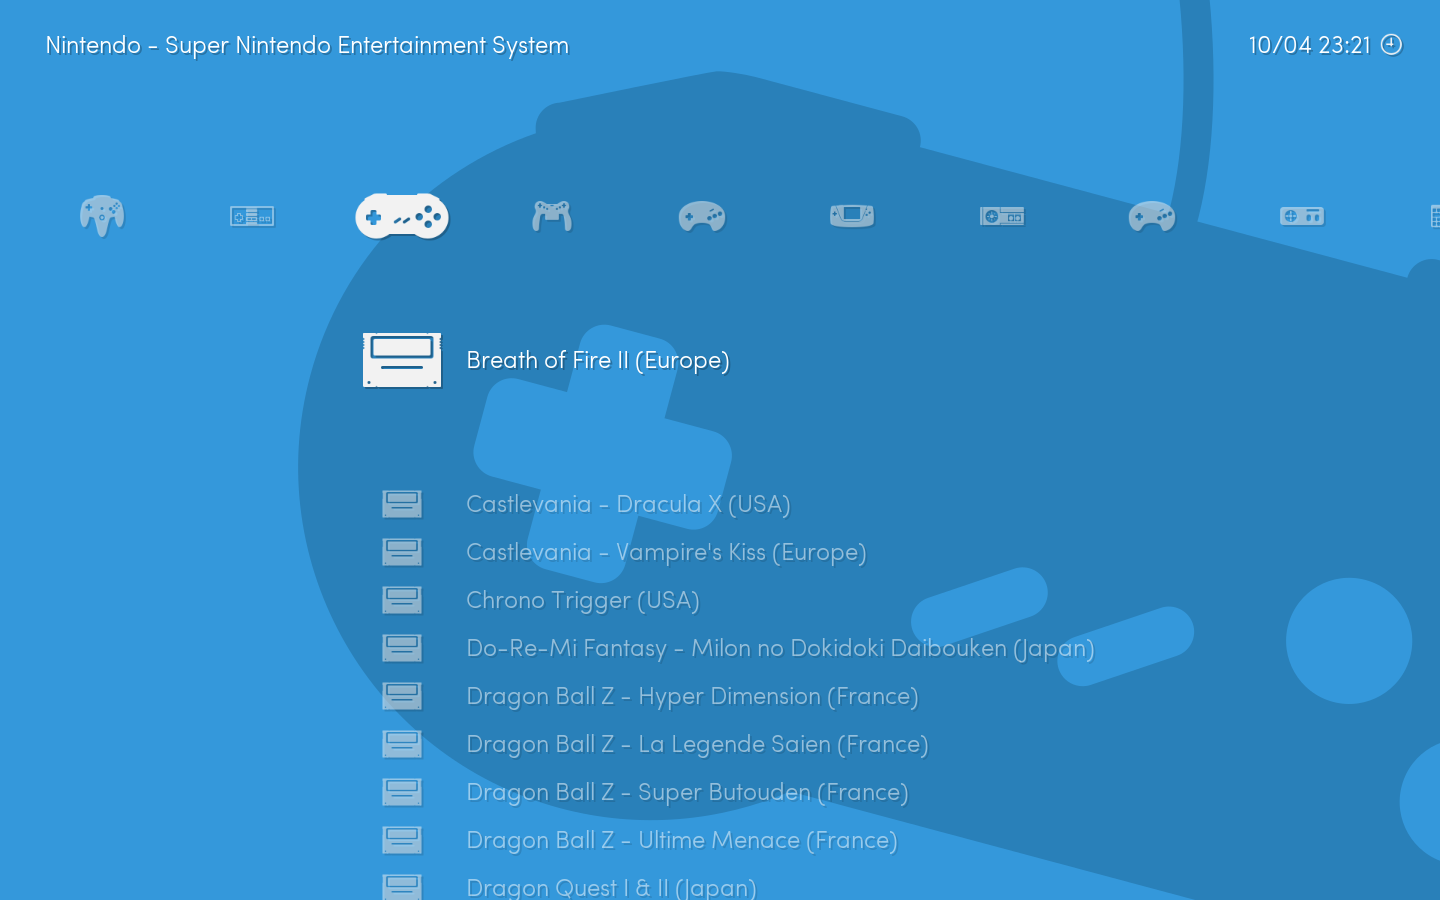 Nintendo - Super Nintendo Entertainment System
10/04 23:21
Breath of Fire II (Europe)
Castlevania - Dracula X (USA)
Castlevania - Vampire's Kiss (Europe)
Chrono Trigger (USA)
Do-Re-Mi Fantasy - Milon no Dokidoki Daibouken (Japan)
Dragon Ball Z - Hyper Dimension (France)
Dragon Ball Z - La Legende Saien (France)
Dragon Ball Z - Super Butouden (France)
Dragon Ball Z - Ultime Menace (France)
Dragon Quest I & II (Japan)